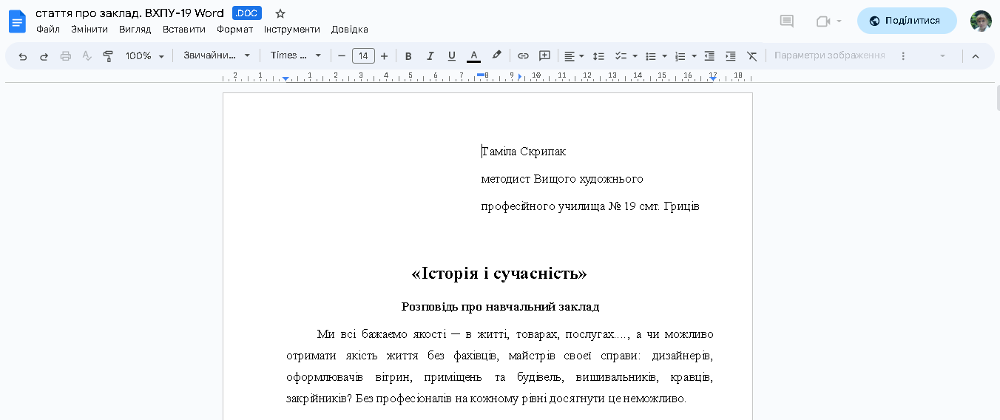 стаття про заклад. ВХПУ-19 Word .DOC
Файл Змінити Вигляд Вставити Формат Інструменти Довідка
Поділитися
100% Звичайни... Times ... 14 B I U A Параметри зображення
2 1 1 2 3 4 5 6 7 8 9 10 11 12 13 14 15 16 17 18
Таміла Скрипак
методист Вищого художнього
професійного училища № 19 смт. Гриців
«Історія і сучасність»
Розповідь про навчальний заклад
Ми всі бажаємо якості ─ в житті, товарах, послугах...., а чи можливо
отримати якість життя без фахівців, майстрів своєї справи: дизайнерів,
оформлювачів вітрин, приміщень та будівель, вишивальників, кравців,
закрійників? Без професіоналів на кожному рівні досягнути це неможливо.